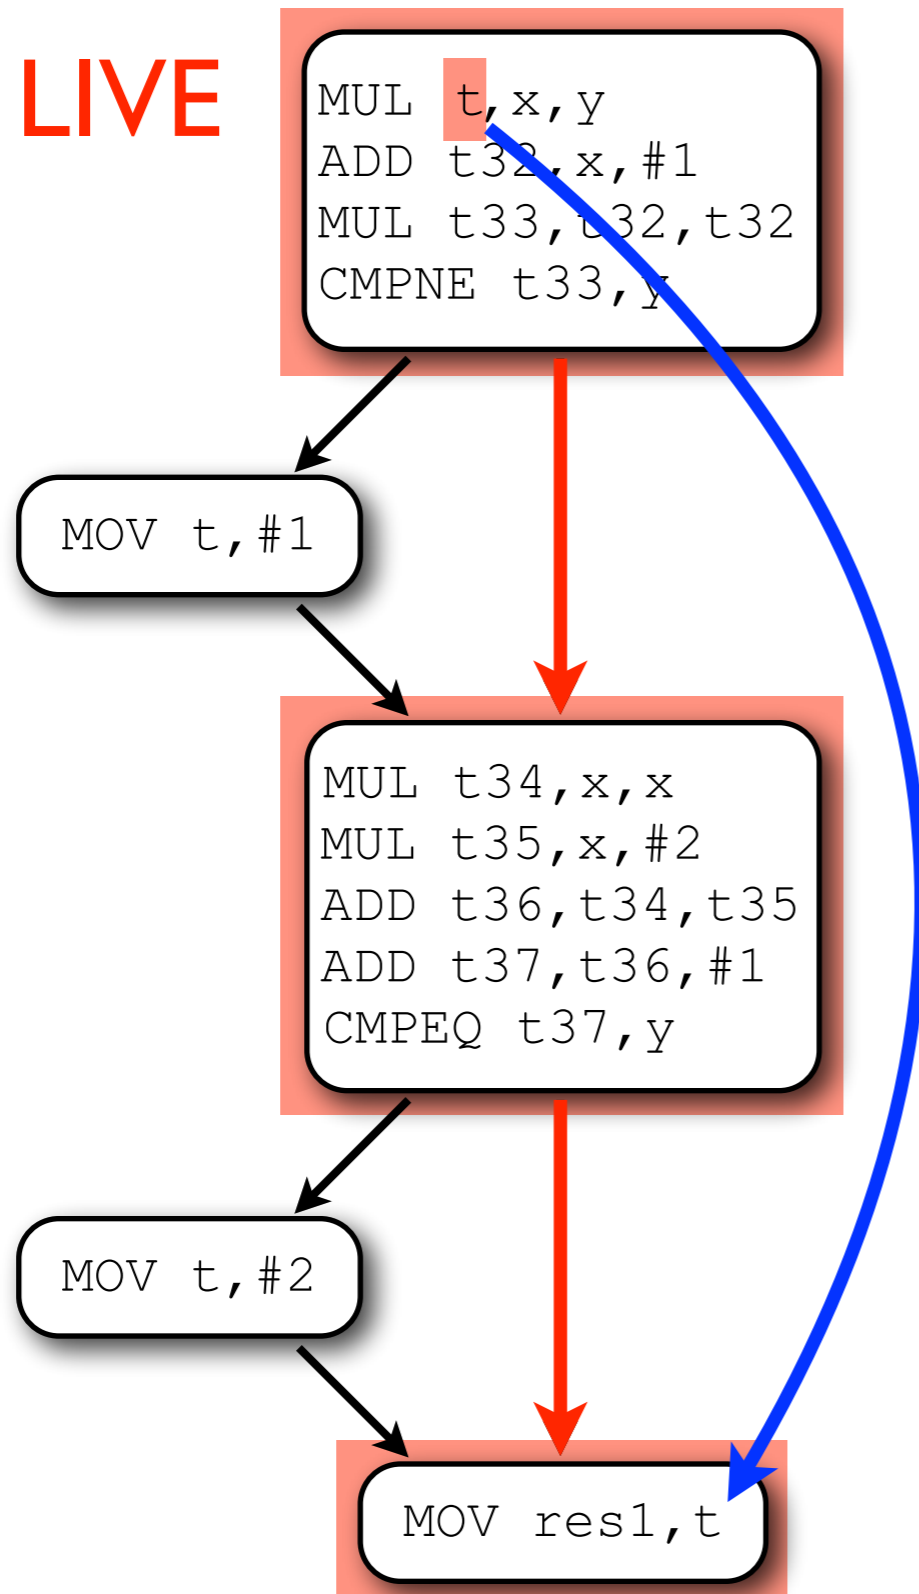 LIVE
MUL t,x,y
ADD t32,x,#1
MUL t33,t32,t32
CMPNE t33,y
MOV t,#1
MUL t34,x,x
MUL t35,x,#2
ADD t36,t34,t35
ADD t37,t36,#1
CMPEQ t37,y
MOV t,#2
MOV res1,t